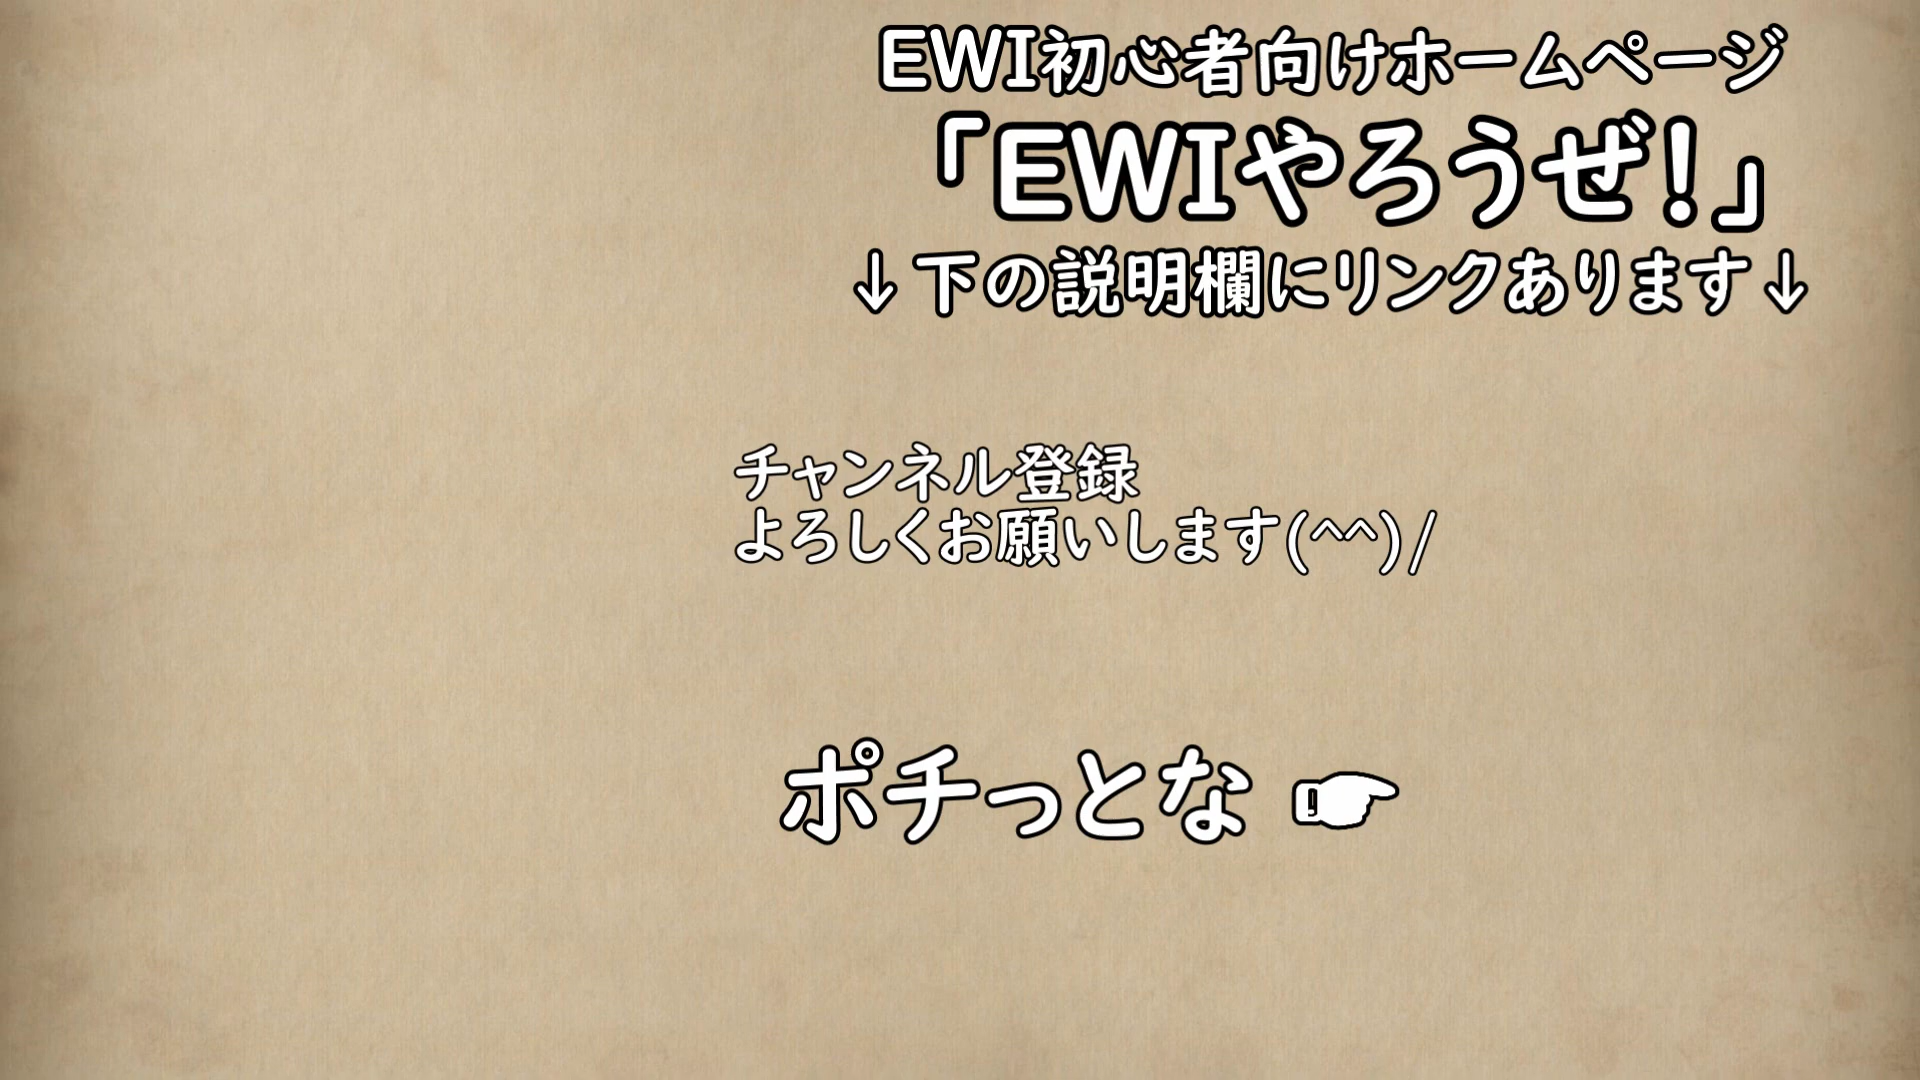 EWI初心者向けホームページ
「EWIやろうぜ!」
↓下の説明欄にリンクあります↓
チャンネル登録
よろしくお願いします(^^)/
ポチっとな ☞